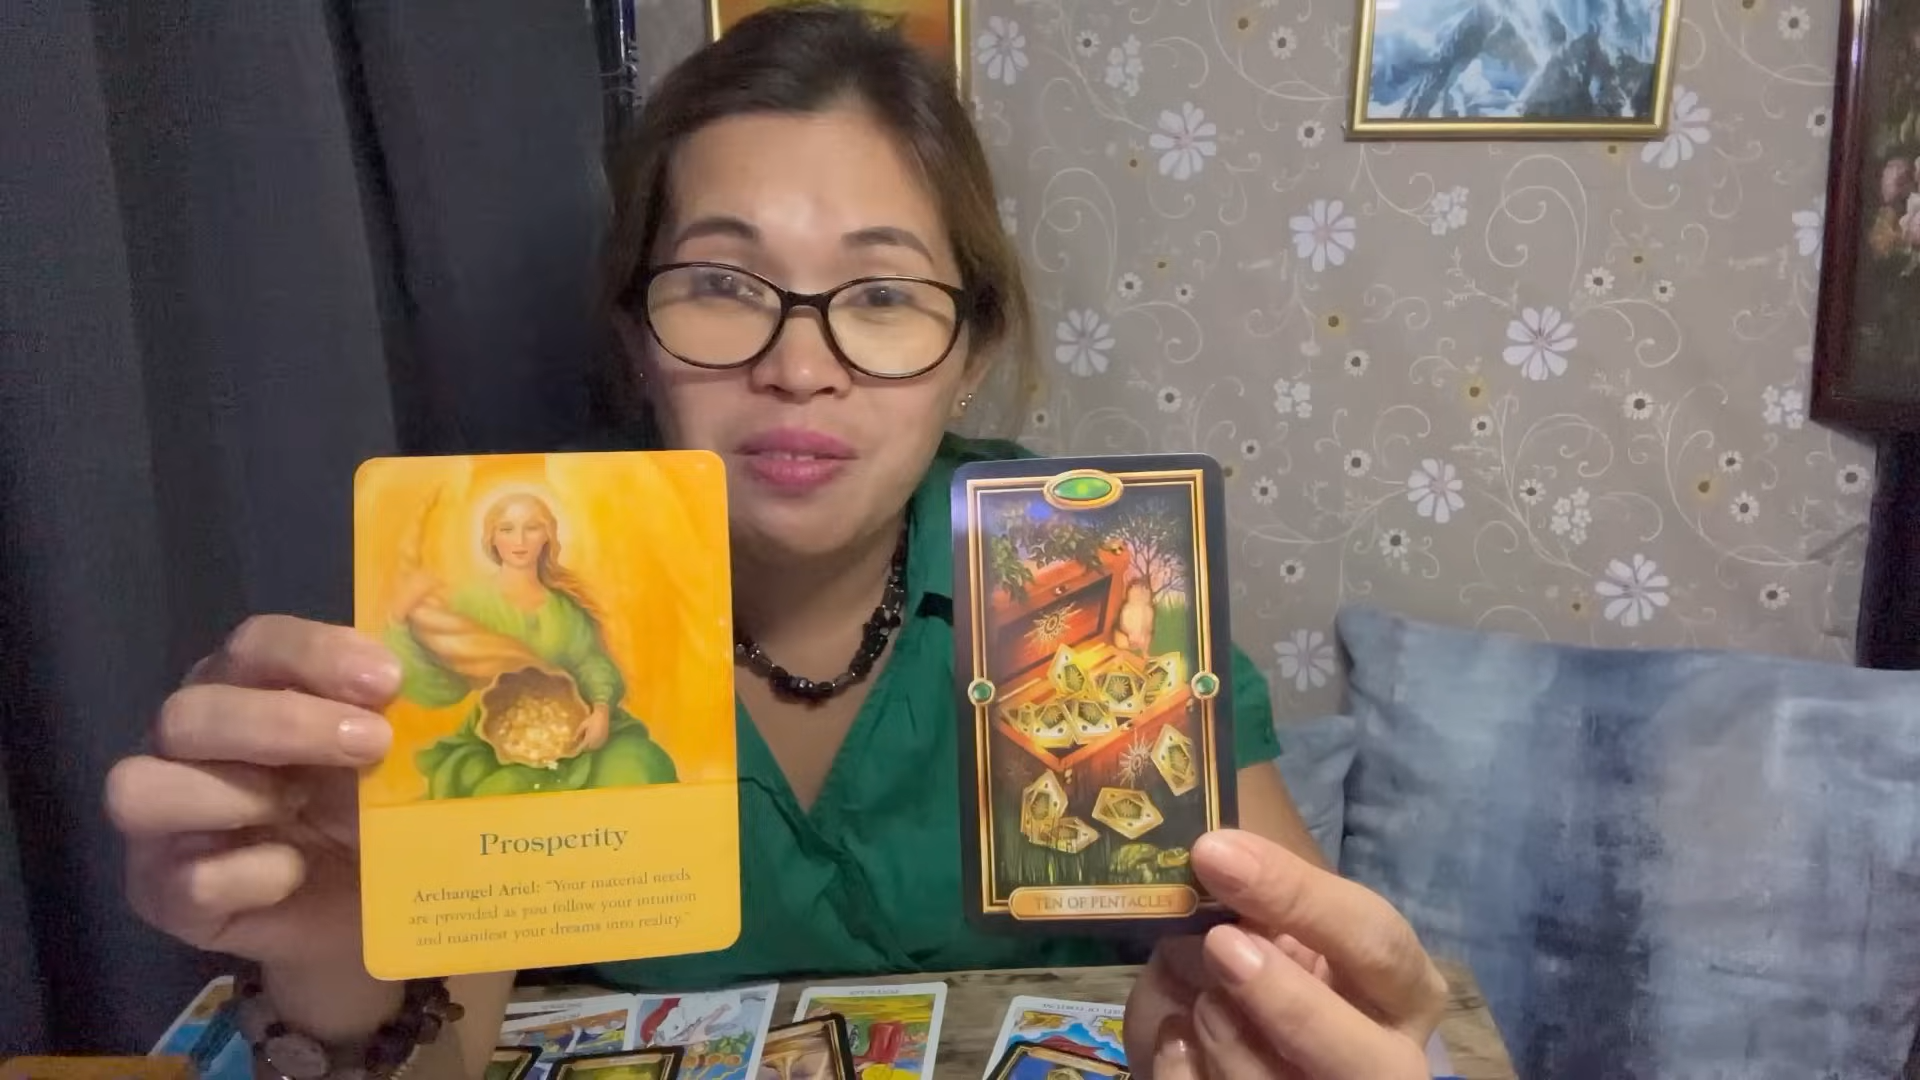 Prosperity
Archangel Ariel: "Your material needs
are provided as you follow your intuition
and manifest your dreams into reality."
TEN OF PENTACLES